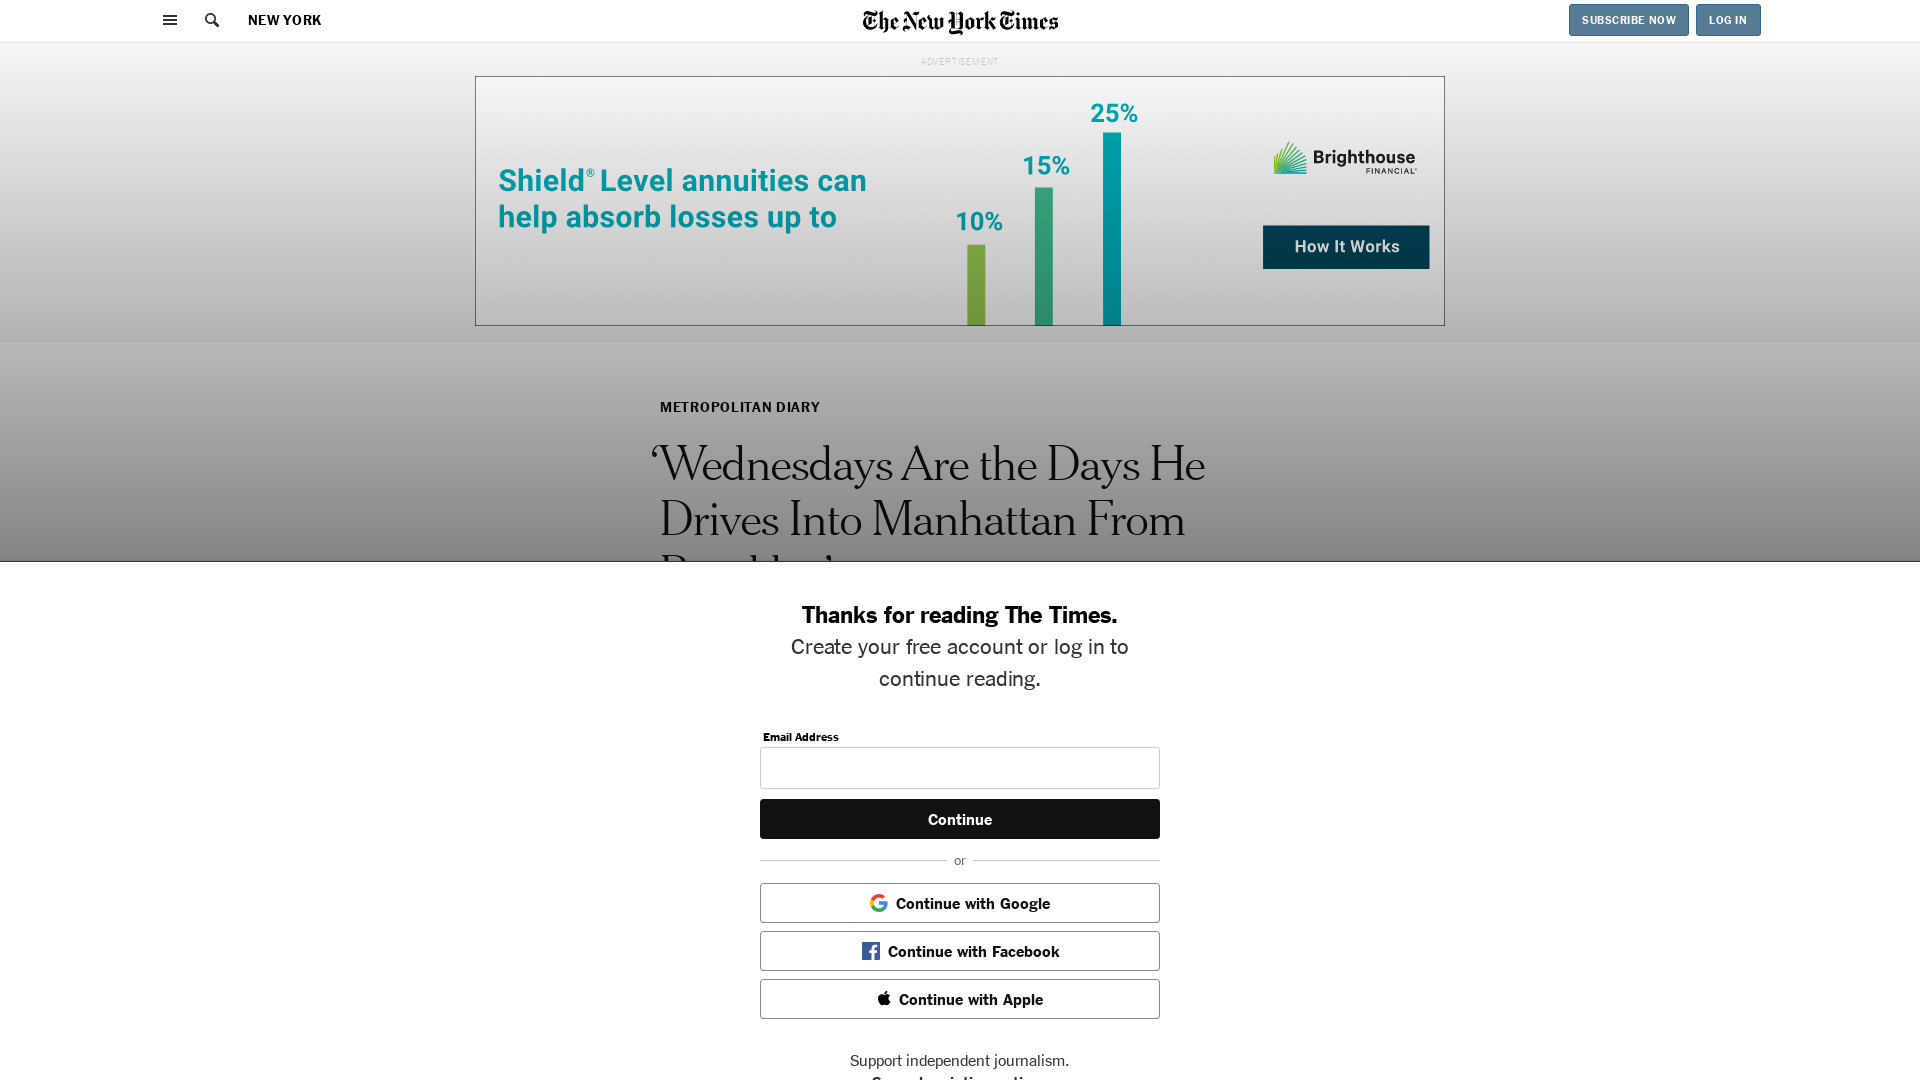 NEW YORK
The New York Times
SUBSCRIBE NOW
LOG IN
ADVERTISEMENT
Shield® Level annuities can
help absorb losses up to
10%
15%
25%
Brighthouse
FINANCIAL®
How It Works
METROPOLITAN DIARY
‘Wednesdays Are the Days He
Drives Into Manhattan From
Thanks for reading The Times.
Create your free account or log in to
continue reading.
Email Address
Continue
or
Continue with Google
Continue with Facebook
Continue with Apple
Support independent journalism.